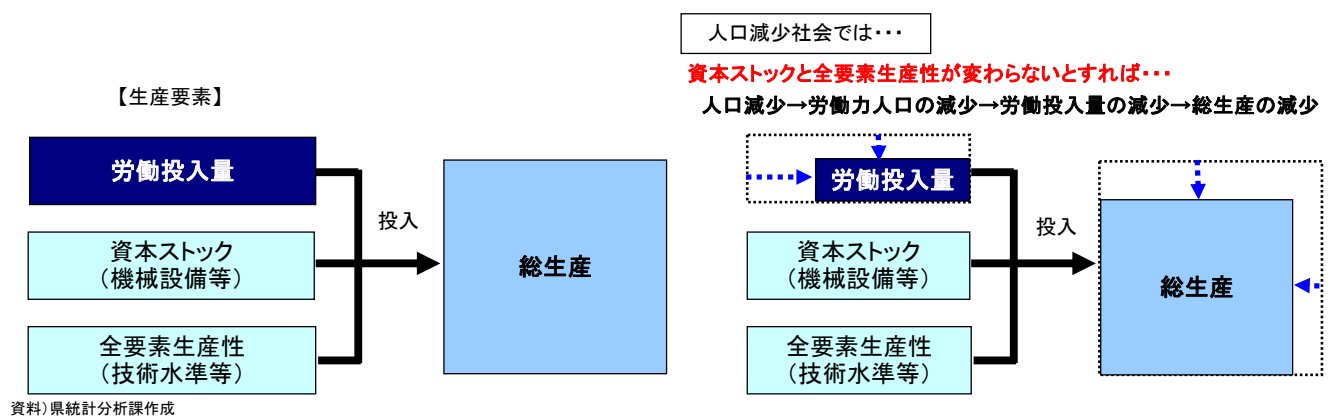 【生産要素】
労働投入量
資本ストック
（機械設備等）
全要素生産性
（技術水準等）
投入
総生産
資料）県統計分析課作成
人口減少社会では・・・
資本ストックと全要素生産性が変わらないとすれば・・・
人口減少→労働力人口の減少→労働投入量の減少→総生産の減少
労働投入量
資本ストック
（機械設備等）
全要素生産性
（技術水準等）
投入
総生産